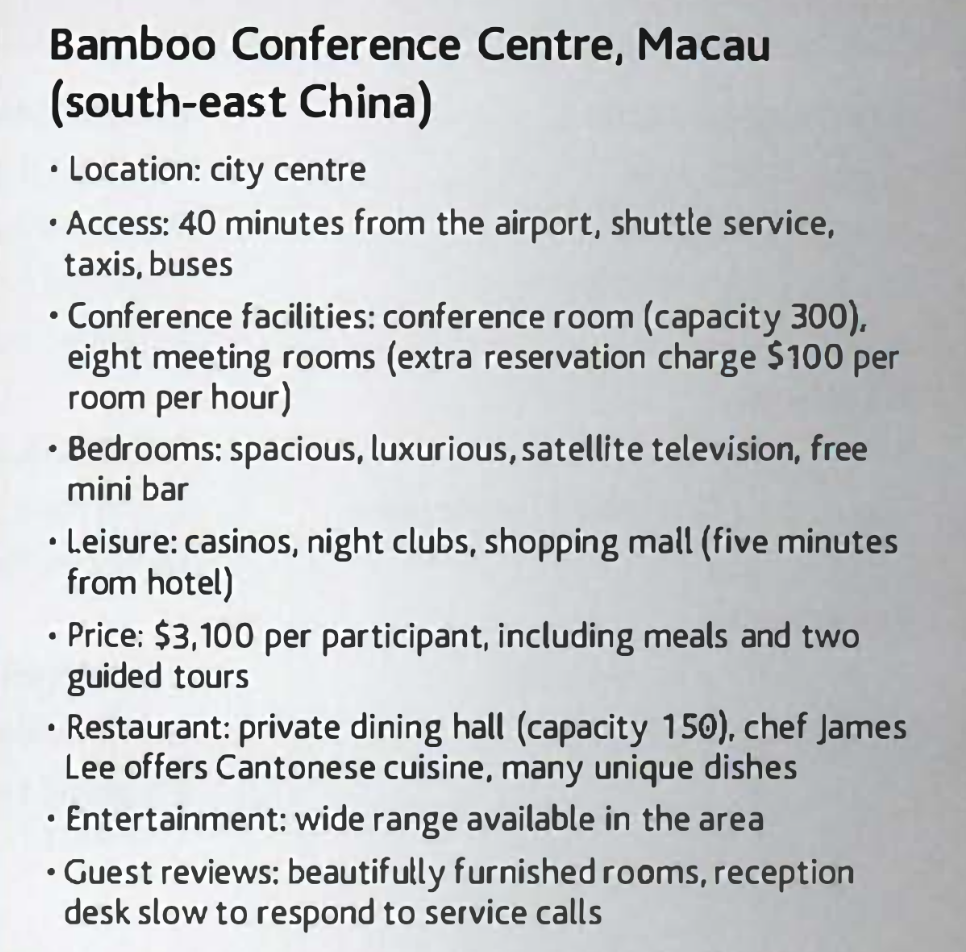 Bamboo Conference Centre, Macau
(south-east China)
• Location: city centre
• Access: 40 minutes from the airport, shuttle service,
taxis, buses
• Conference facilities: conference room (capacity 300),
eight meeting rooms (extra reservation charge $100 per
room per hour)
• Bedrooms: spacious, luxurious, satellite television, free
mini bar
• Leisure: casinos, night clubs, shopping mall (five minutes
from hotel)
• Price: $3,100 per participant, including meals and two
guided tours
• Restaurant: private dining hall (capacity 150), chef James
Lee offers Cantonese cuisine, many unique dishes
• Entertainment: wide range available in the area
• Guest reviews: beautifully furnished rooms, reception
desk slow to respond to service calls